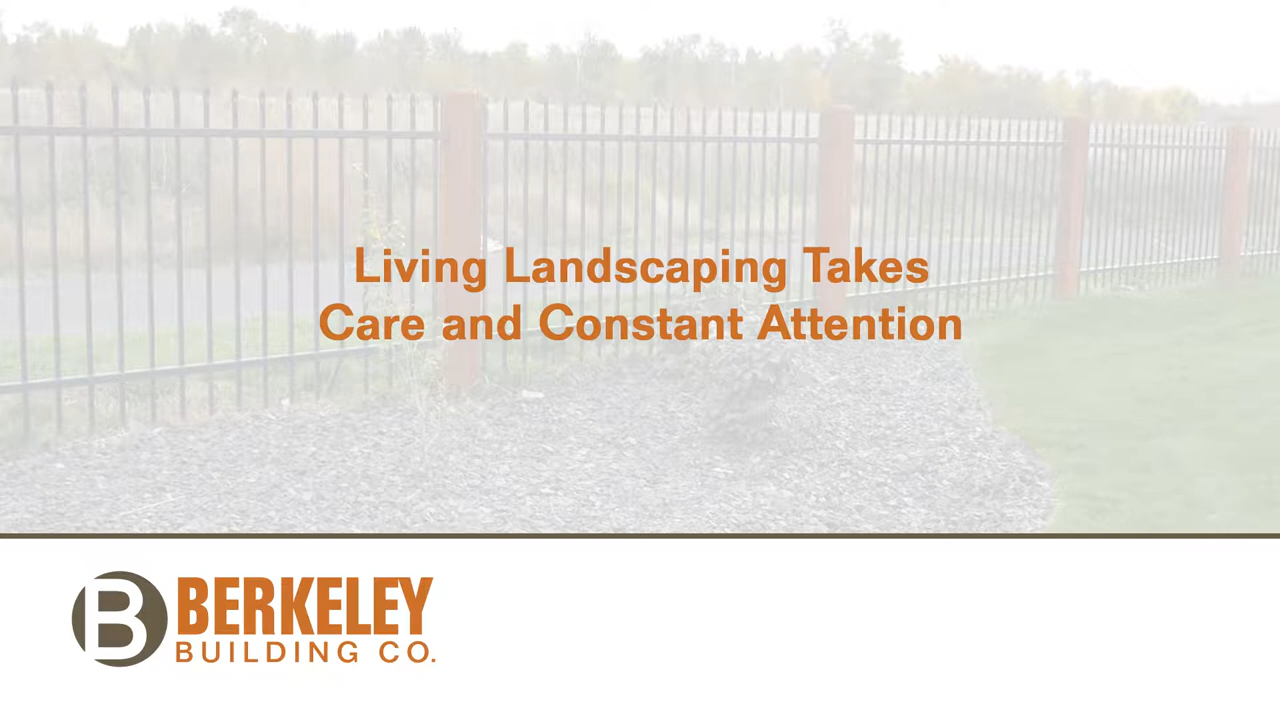 Living Landscaping Takes
Care and Constant Attention
B BERKELEY
BUILDING CO.